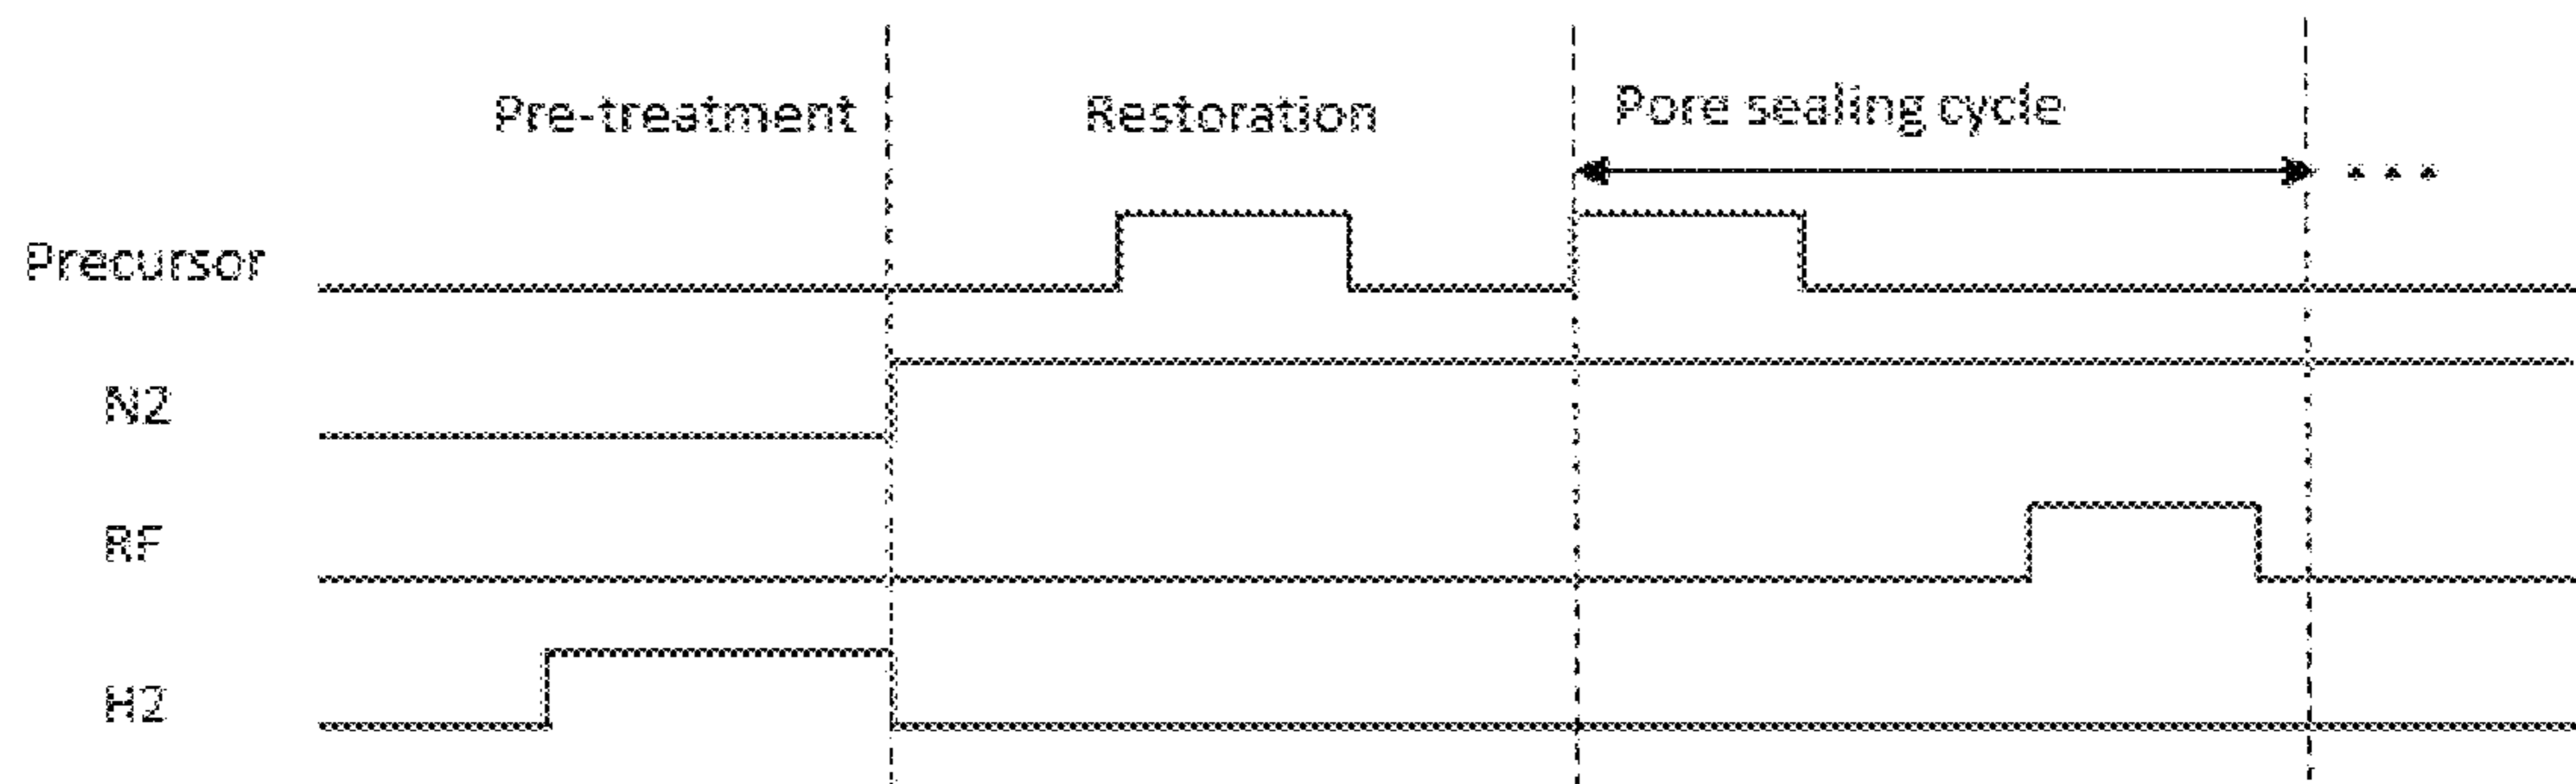 Pre-treatment
Restoration
Pore sealing cycle
...
Precursor
N2
RF
H2